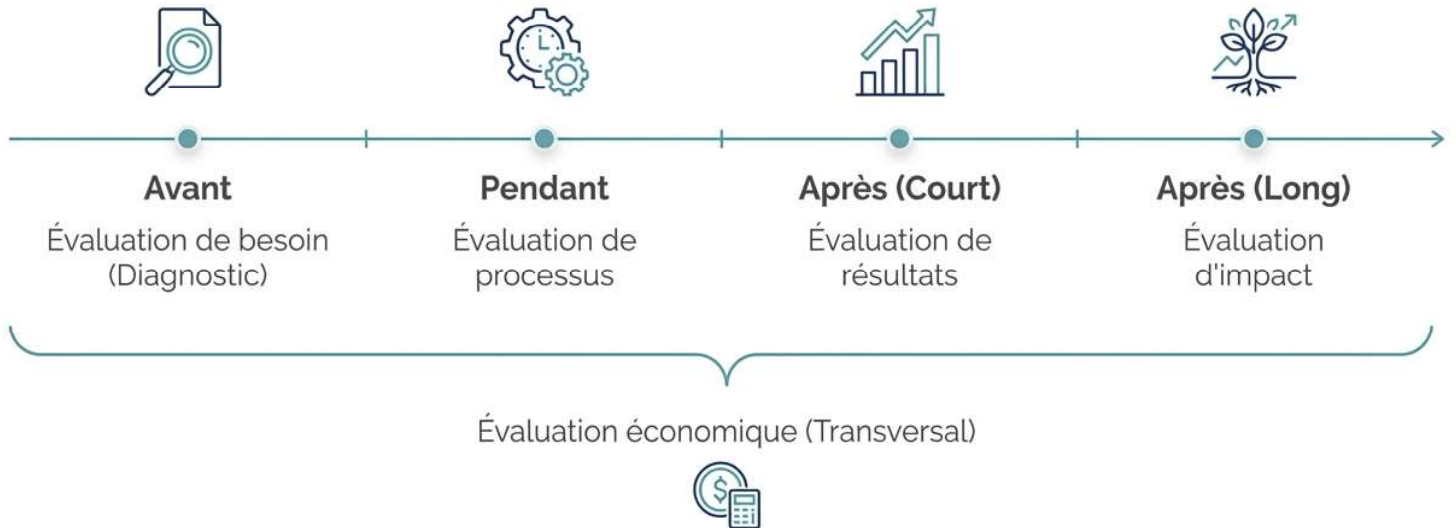 Avant
Évaluation de besoin
(Diagnostic)
Pendant
Évaluation de
processus
Après (Court)
Évaluation de
résultats
Après (Long)
Évaluation
d'impact
Évaluation économique (Transversal)
$